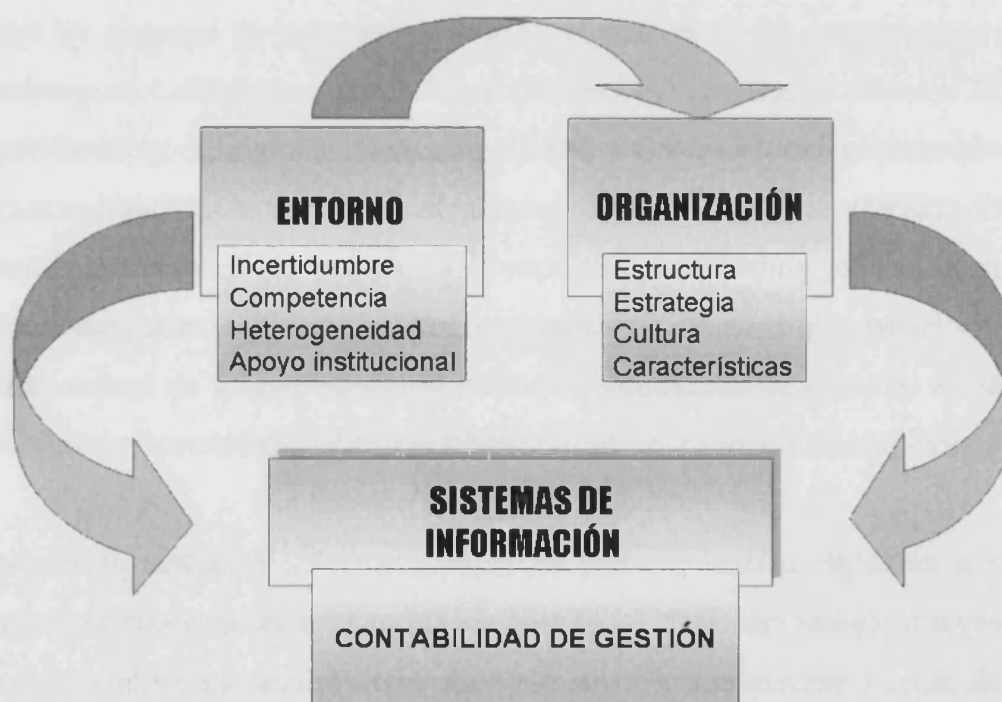 ENTORNO
Incertidumbre
Competencia
Heterogeneidad
Apoyo institucional
ORGANIZACIÓN
Estructura
Estrategia
Cultura
Características
SISTEMAS DE
INFORMACIÓN
CONTABILIDAD DE GESTIÓN